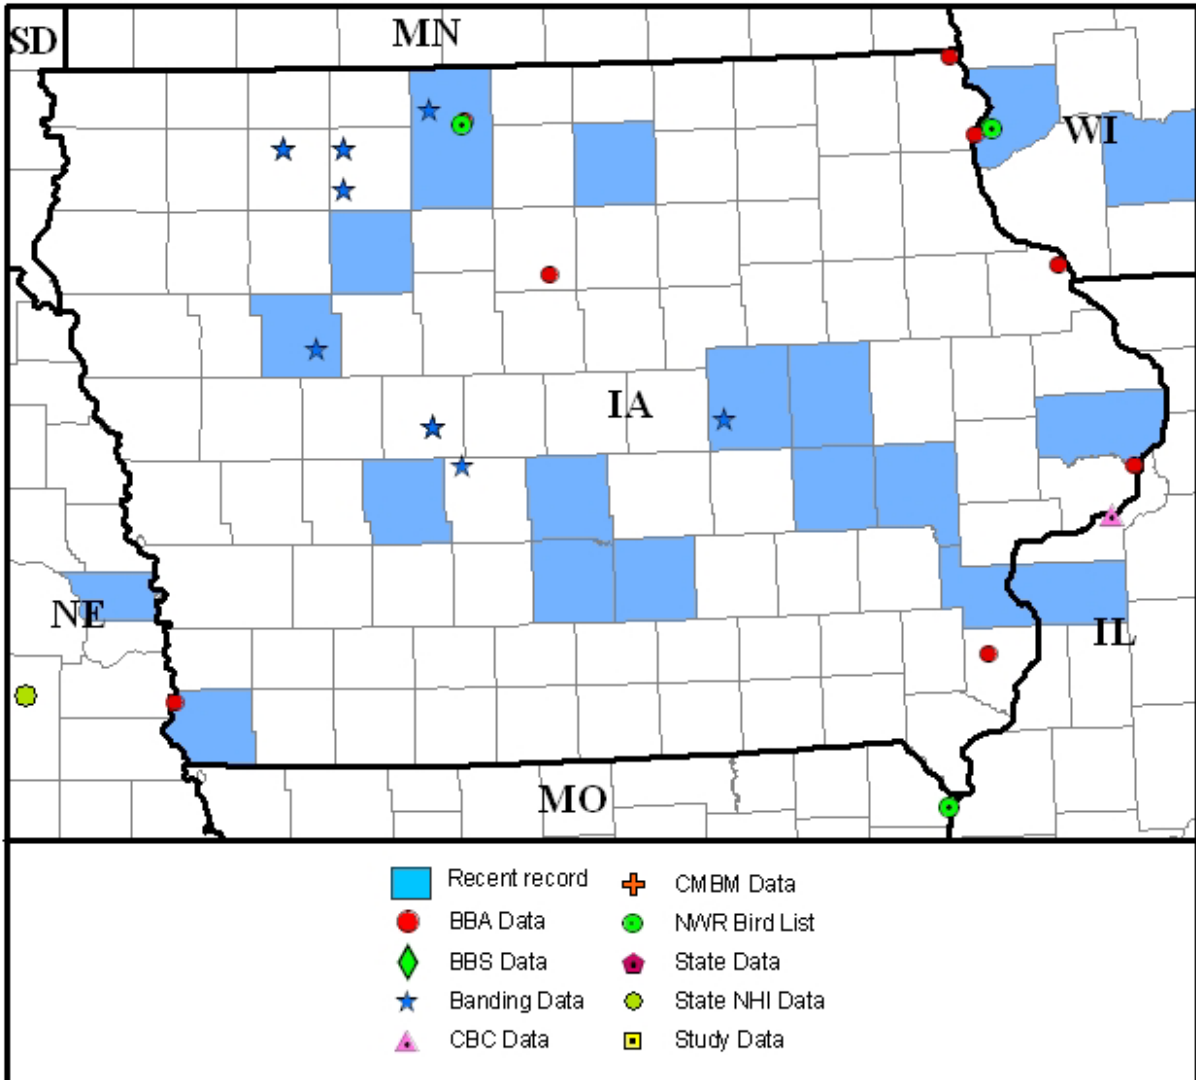 SD
MN
WI
IA
NE
IL
MO
Recent record
BBA Data
BBS Data
Banding Data
CBC Data
CMBM Data
NWR Bird List
State Data
State NHI Data
Study Data